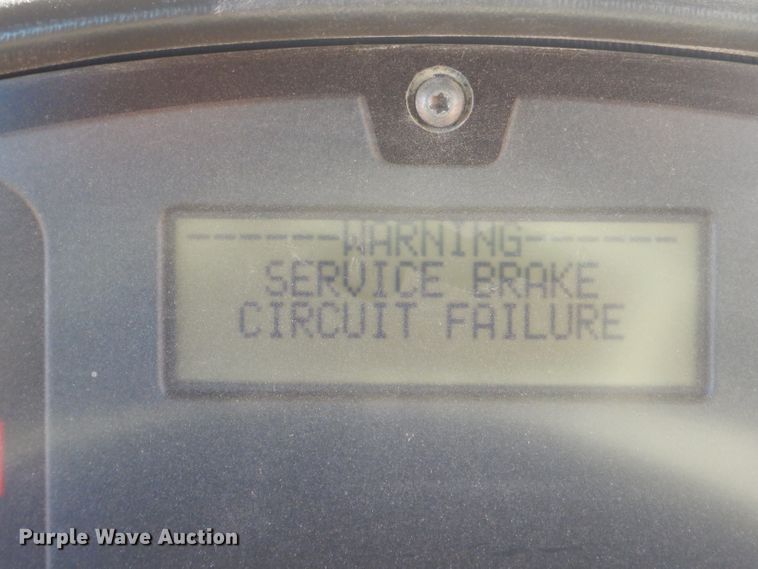 ------WARNING------
SERVICE BRAKE
CIRCUIT FAILURE
Purple Wave Auction